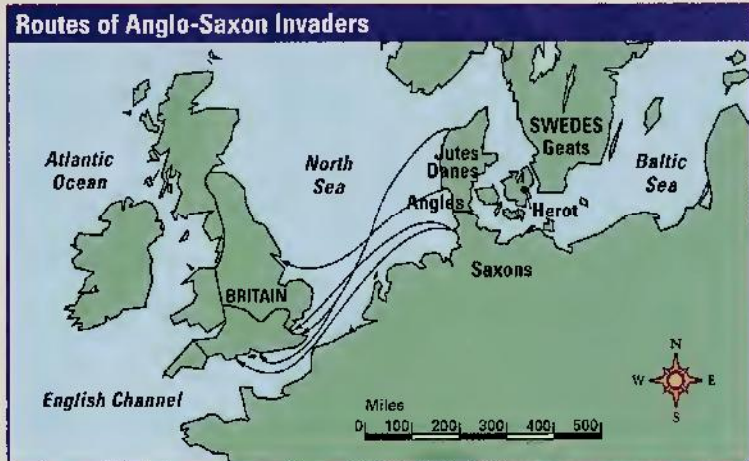 Routes of Anglo-Saxon Invaders
Atlantic
Ocean
North
Sea
SWEDES
Geats
Baltic
Sea
Jutes
Danes
Angles
Herot
Saxons
BRITAIN
English Channel
Miles
0 100 200 300 400 500
N
W E
S